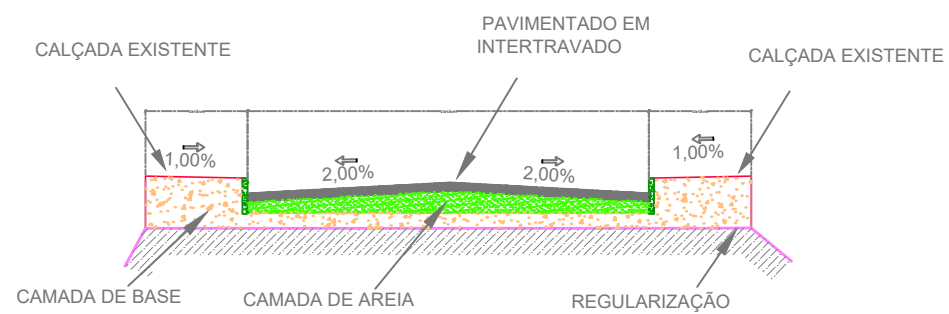 PAVIMENTADO EM
INTERTRAVADO
CALÇADA EXISTENTE
CALÇADA EXISTENTE
1,00%
2,00%
2,00%
1,00%
CAMADA DE BASE
CAMADA DE AREIA
REGULARIZAÇÃO